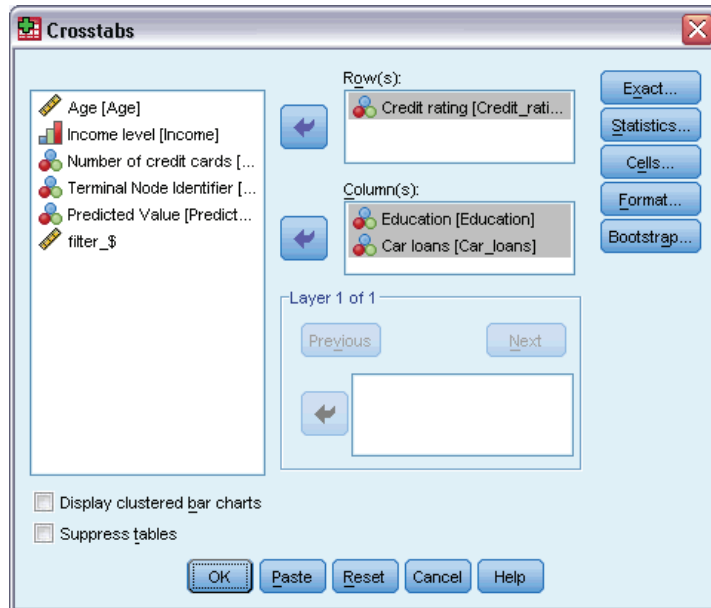 Crosstabs
Age [Age]
Income level [Income]
Number of credit cards [...
Terminal Node Identifier [...
Predicted Value [Predict...
filter_$
Row(s):
Credit rating [Credit_rati...
Column(s):
Education [Education]
Car loans [Car_loans]
Layer 1 of 1
Previous
Next
Exact...
Statistics...
Cells...
Format...
Bootstrap...
Display clustered bar charts
Suppress tables
OK
Paste
Reset
Cancel
Help